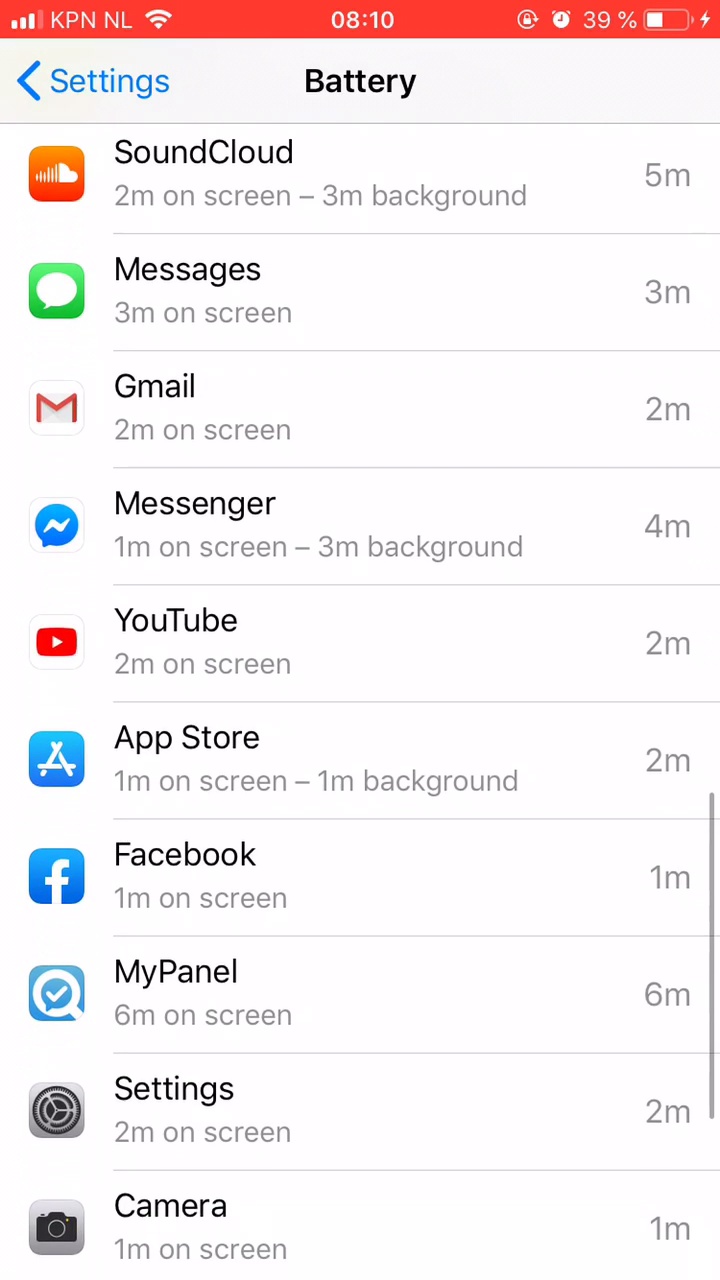 KPN NL 08:10 39 %
Settings Battery
SoundCloud
2m on screen – 3m background 5m
Messages
3m on screen 3m
Gmail
2m on screen 2m
Messenger
1m on screen – 3m background 4m
YouTube
2m on screen 2m
App Store
1m on screen – 1m background 2m
Facebook
1m on screen 1m
MyPanel
6m on screen 6m
Settings
2m on screen 2m
Camera
1m on screen 1m